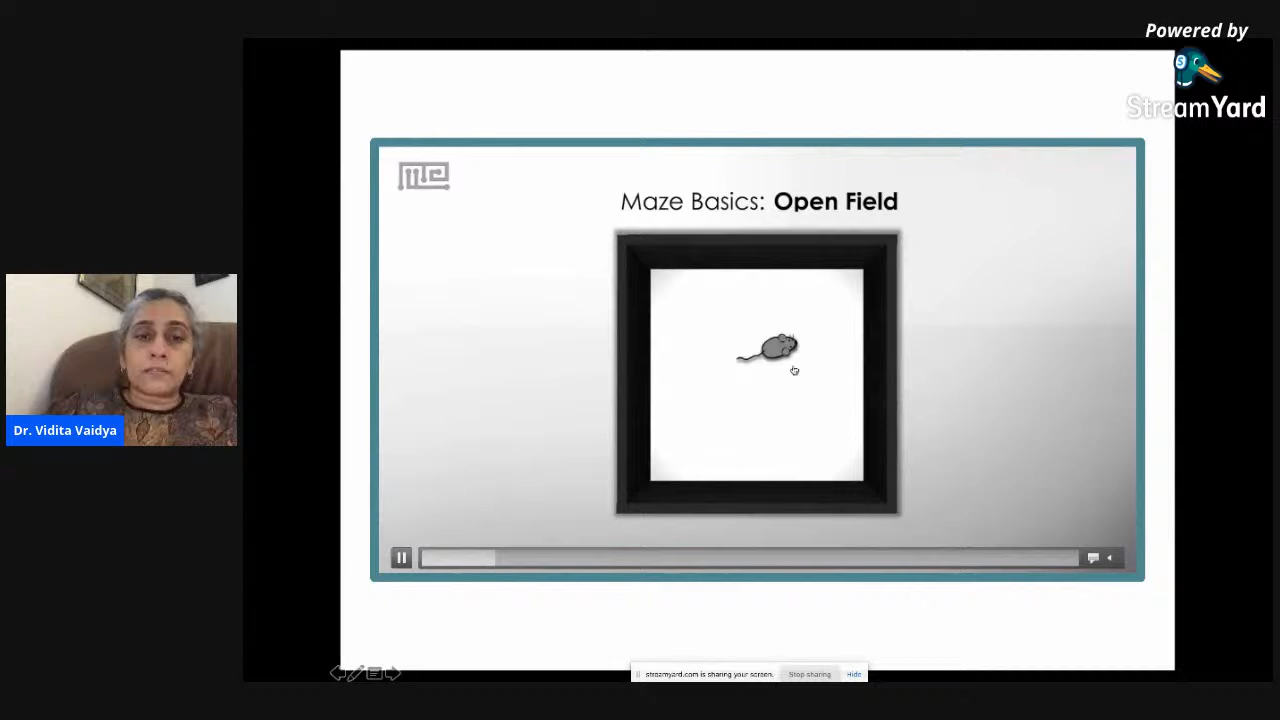 Powered by
StreamYard
Maze Basics: Open Field
Dr. Vidita Vaidya
streamyard.com is sharing your screen.
Stop sharing
Hide